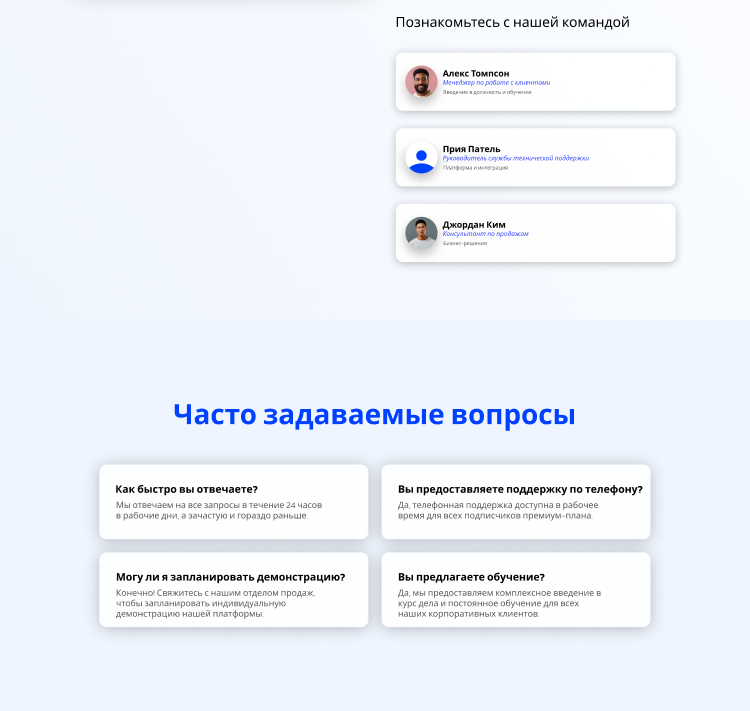 Познакомьтесь с нашей командой
Алекс Томпсон
Менеджер по работе с клиентами
Введение в должность и обучение
Прия Патель
Руководитель службы технической поддержки
Платформа и интеграция
Джордан Ким
Консультант по продажам
Бизнес-решения
Часто задаваемые вопросы
Как быстро вы отвечаете?
Мы отвечаем на все запросы в течение 24 часов
в рабочие дни, а зачастую и гораздо раньше.
Вы предоставляете поддержку по телефону?
Да, телефонная поддержка доступна в рабочее
время для всех подписчиков премиум-плана.
Могу ли я запланировать демонстрацию?
Конечно! Свяжитесь с нашим отделом продаж,
чтобы запланировать индивидуальную
демонстрацию нашей платформы.
Вы предлагаете обучение?
Да, мы предоставляем комплексное введение в
курс дела и постоянное обучение для всех
наших корпоративных клиентов.